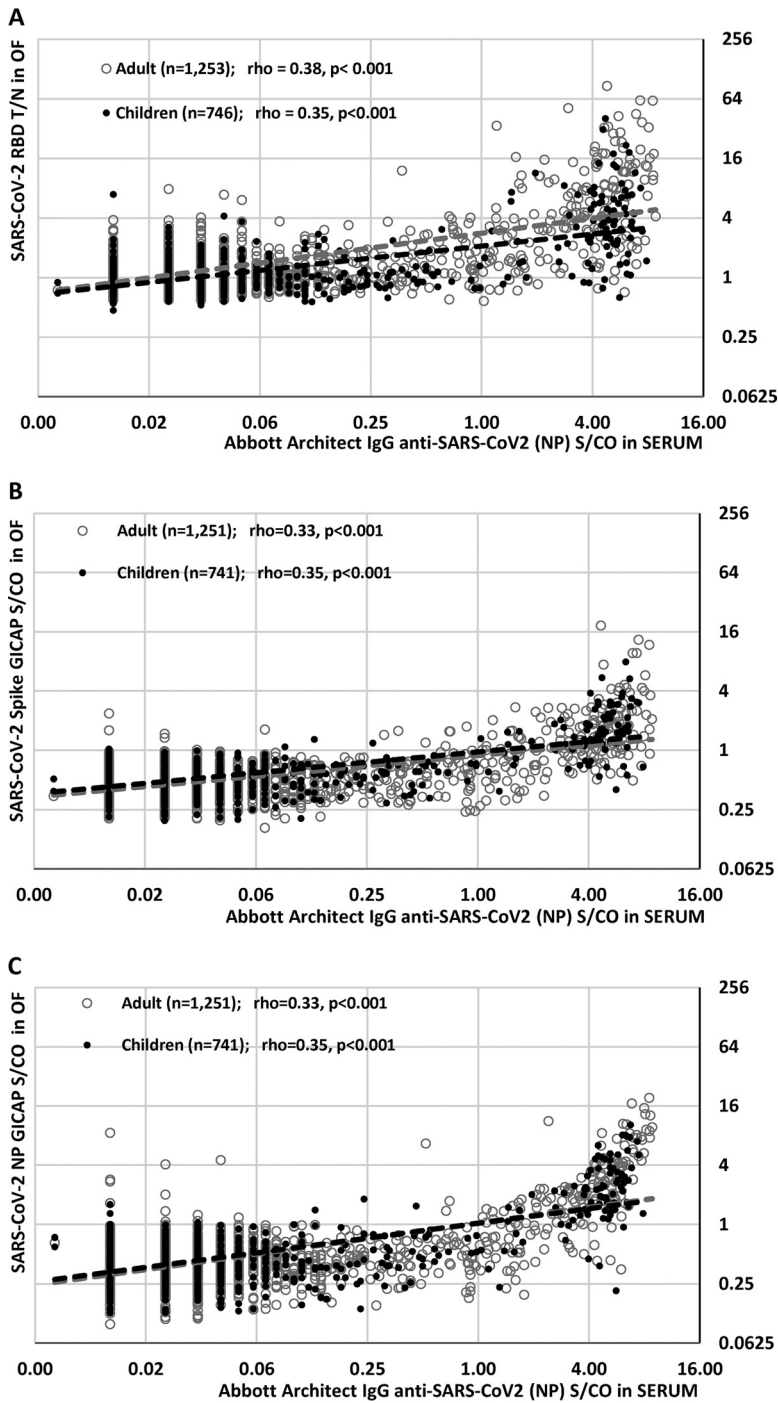 A
SARS-CoV-2 RBD T/N in OF
Adult (n=1,253); rho = 0.38, p< 0.001
Children (n=746); rho = 0.35, p<0.001
256
64
16
4
1
0.25
0.0625
0.00 0.02 0.06 0.25 1.00 4.00 16.00
Abbott Architect IgG anti-SARS-CoV2 (NP) S/CO in SERUM
B
SARS-CoV-2 Spike GICAP S/CO in OF
Adult (n=1,251); rho=0.33, p<0.001
Children (n=741); rho=0.35, p<0.001
256
64
16
4
1
0.25
0.0625
0.00 0.02 0.06 0.25 1.00 4.00 16.00
Abbott Architect IgG anti-SARS-CoV2 (NP) S/CO in SERUM
C
SARS-CoV-2 NP GICAP S/CO in OF
Adult (n=1,251); rho=0.33, p<0.001
Children (n=741); rho=0.35, p<0.001
256
64
16
4
1
0.25
0.0625
0.00 0.02 0.06 0.25 1.00 4.00 16.00
Abbott Architect IgG anti-SARS-CoV2 (NP) S/CO in SERUM